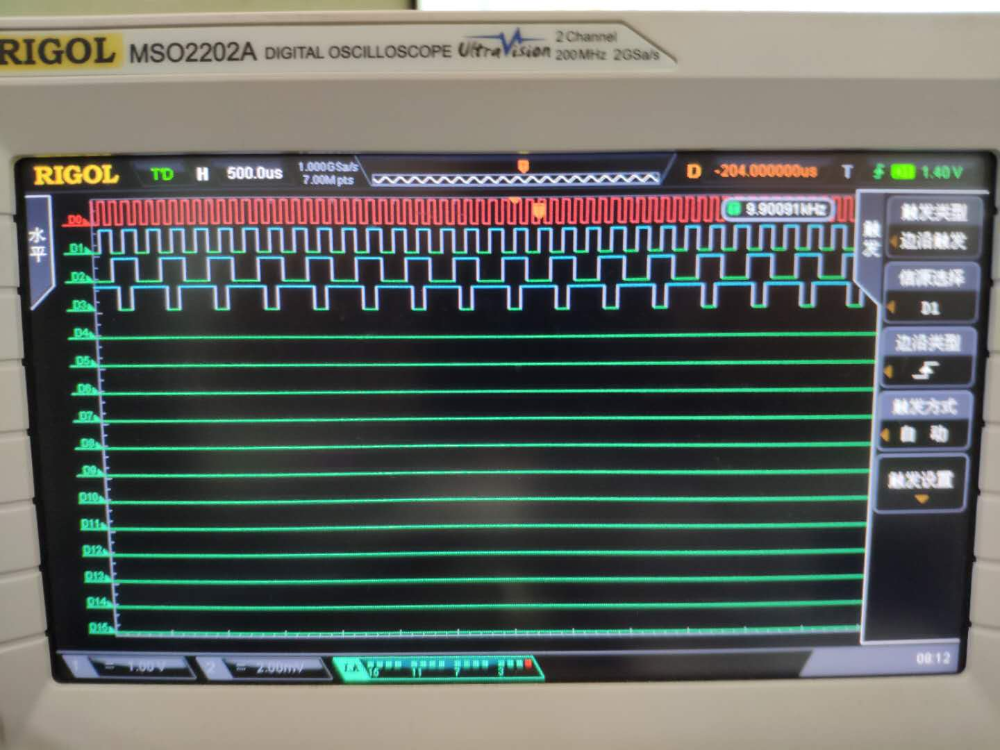 RIGOL MSO2202A DIGITAL OSCILLOSCOPE UltraVision 2 Channel
200MHz 2GSa/s
RIGOL TD H 500.0us 1.000GSa/s
7.00M pts
D -204.000000us T 1.40 V
水平
触发
9.90091kHz
触发类型
边沿触发
信源选择
D1
边沿类型
触发方式
自 动
触发设置
D0
D1
D2
D3
D4
D5
D6
D7
D8
D9
D10
D11
D12
D13
D14
D15
1 = 1.00 V
2 = 2.00mV
LA
15 11 7 3
08:12